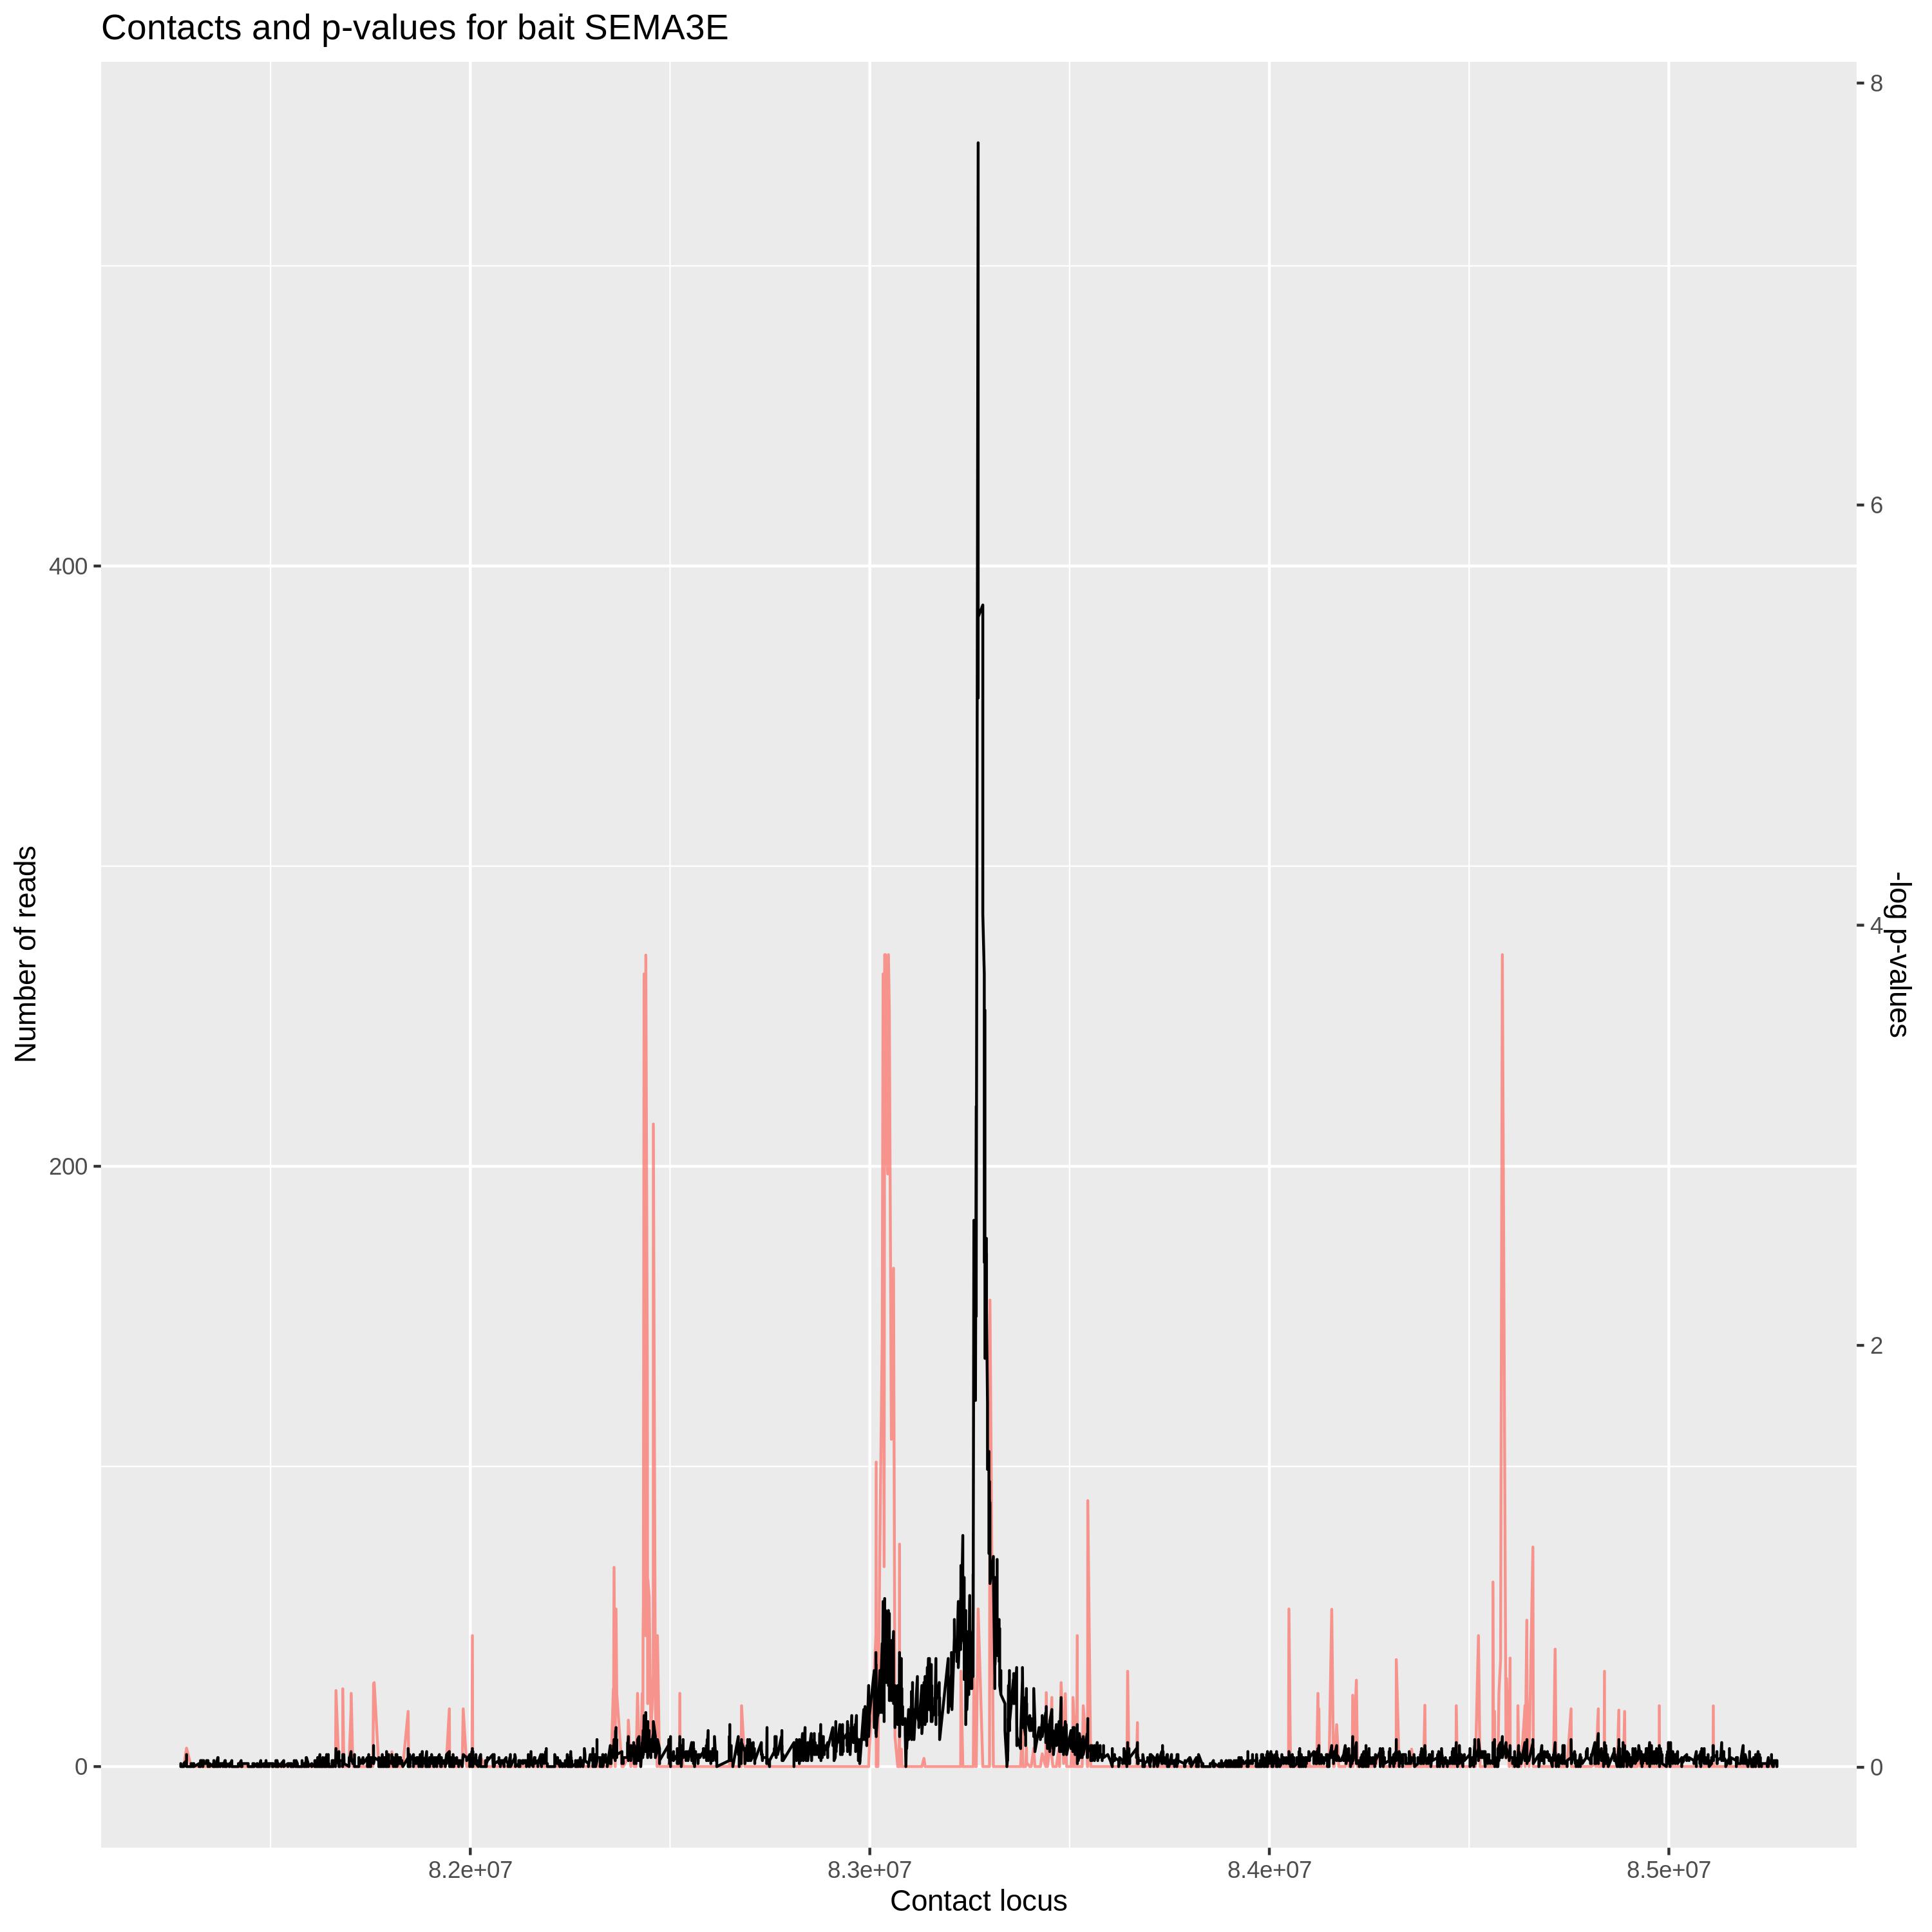 Contacts and p-values for bait SEMA3E
8
6
400
4
Number of reads
-log p-values
200
2
0
0
8.2e+07
8.3e+07
8.4e+07
8.5e+07
Contact locus